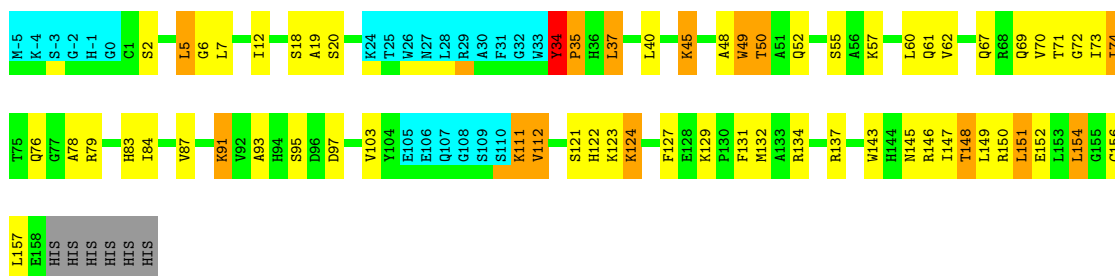 M-5 K-4 S-3 G-2 H-1 G0 C1 S2 L5 G6 L7 I12 S18 A19 S20 K24 T25 W26 N27 L28 R29 A30 F31 G32 W33 Y34 P35 H36 L37 L40 K45 A48 W49 T50 A51 Q52 S55 A56 K57 L60 Q61 V62 Q67 R68 Q69 V70 T71 G72 I73 I74
T75 Q76 G77 A78 R79 H83 I84 V87 K91 V92 A93 H94 S95 D96 D97 V103 Y104 E105 E106 Q107 G108 S109 S110 K111 V112 S121 H122 K123 K124 F127 E128 K129 P130 F131 M132 A133 R134 R137 W143 H144 N145 R146 I147 T148 L149 R150 L151 E152 L153 L154 G155 G156
L157 E158 HIS HIS HIS HIS HIS HIS